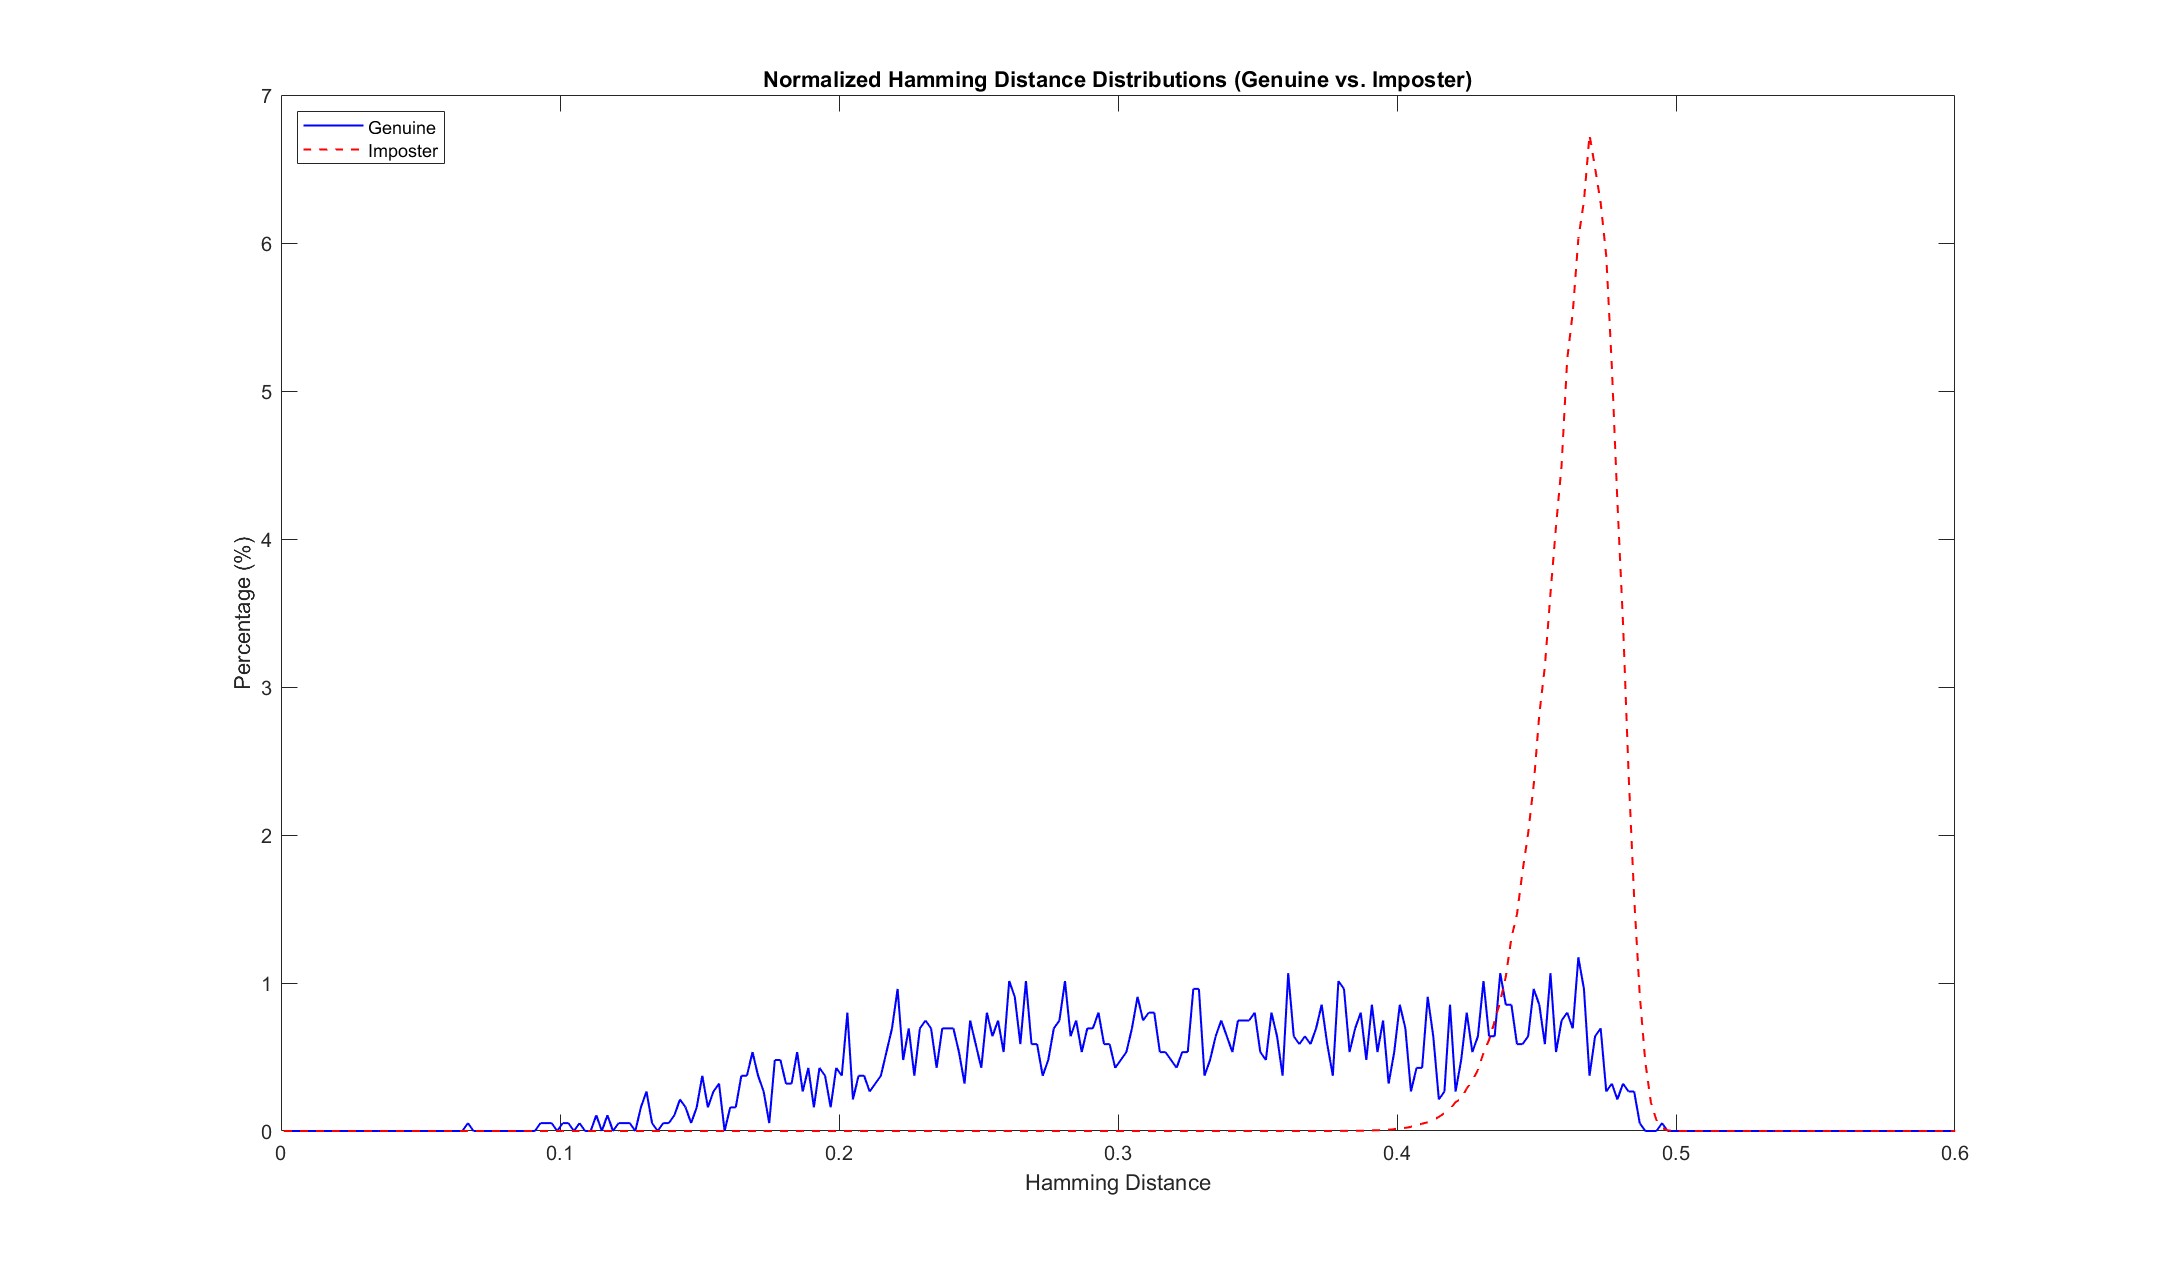 Normalized Hamming Distance Distributions (Genuine vs. Imposter)
7
Genuine
Imposter
6
5
4
3
2
1
0
Percentage (%)
0 0.1 0.2 0.3 0.4 0.5 0.6
Hamming Distance